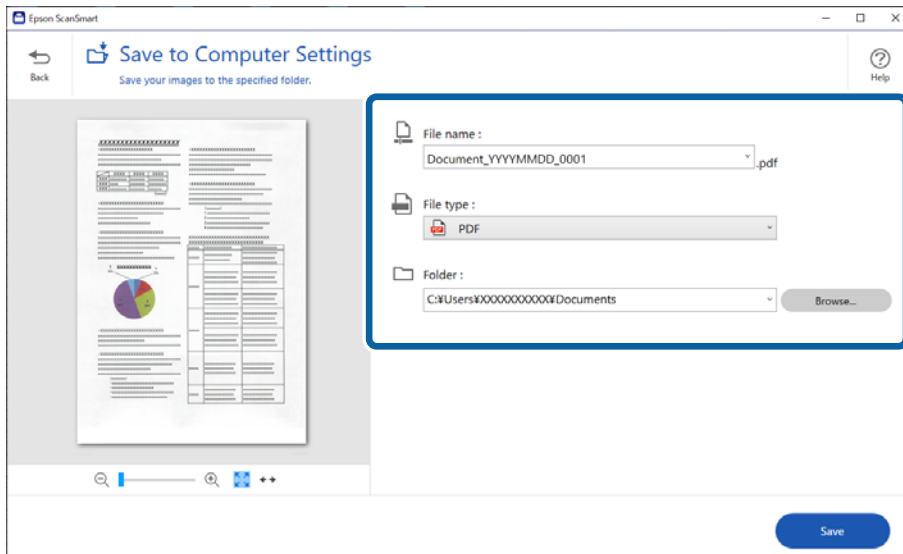 Epson ScanSmart
Back
Save to Computer Settings
Save your images to the specified folder.
Help
File name :
Document_YYYYMMDD_0001
.pdf
File type :
PDF
Folder :
C:¥Users¥XXXXXXXXXXX¥Documents
Browse...
Save